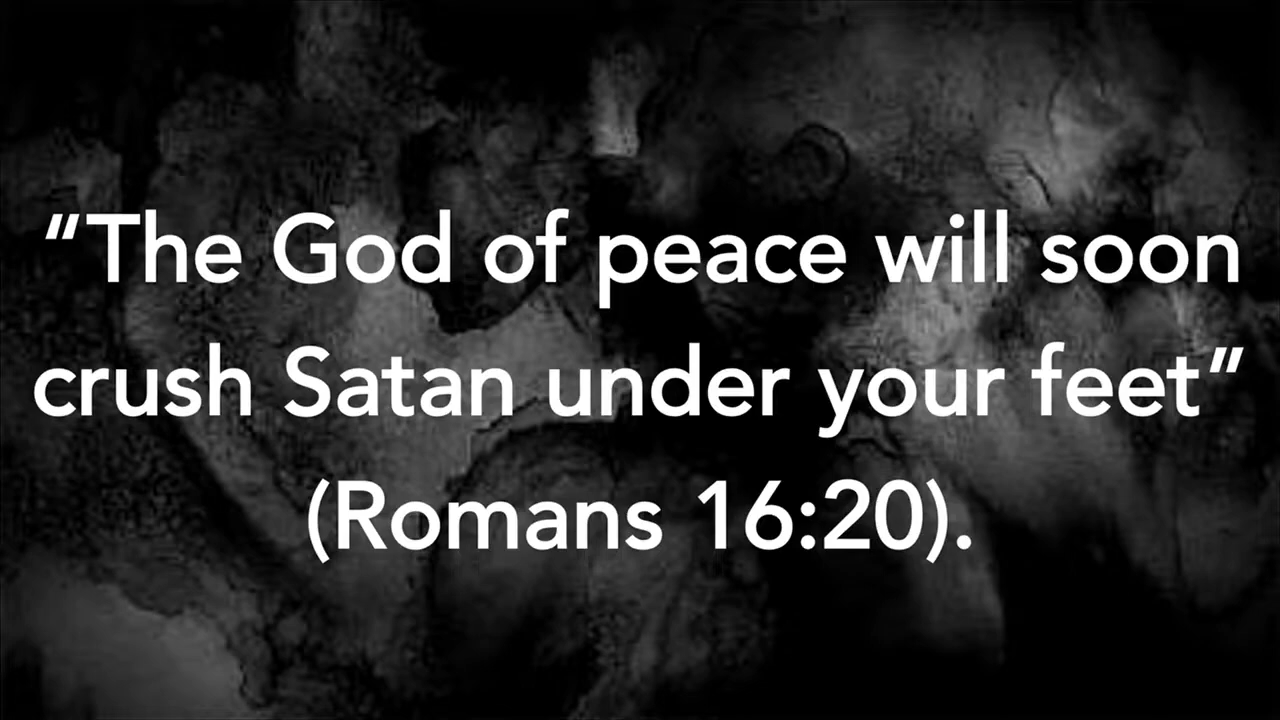 “The God of peace will soon
crush Satan under your feet”
(Romans 16:20).